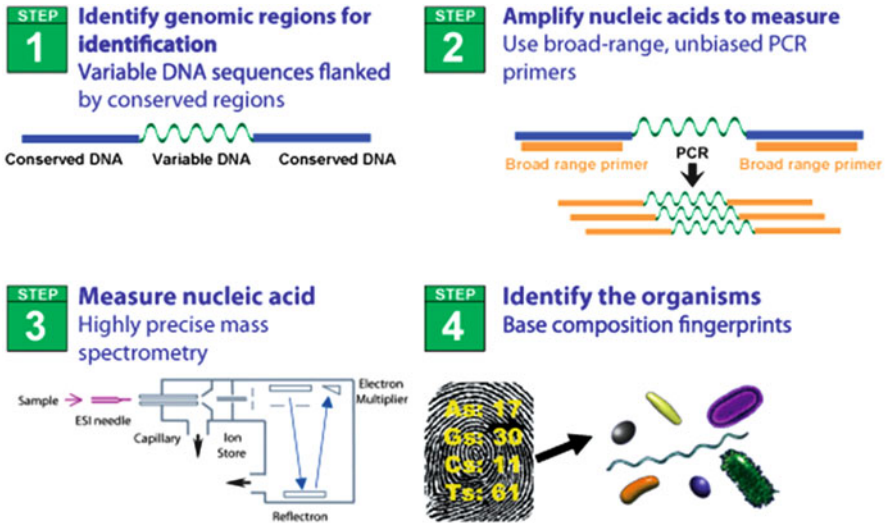 STEP
1
Identify genomic regions for
identification
Variable DNA sequences flanked
by conserved regions
Conserved DNA
Variable DNA
Conserved DNA
STEP
2
Amplify nucleic acids to measure
Use broad-range, unbiased PCR
primers
Broad range primer
PCR
Broad range primer
STEP
3
Measure nucleic acid
Highly precise mass
spectrometry
Sample
ESI needle
Capillary
Ion
Store
Electron
Multiplier
Reflectron
STEP
4
Identify the organisms
Base composition fingerprints
As: 17
Gs: 30
Cs: 11
Ts: 61